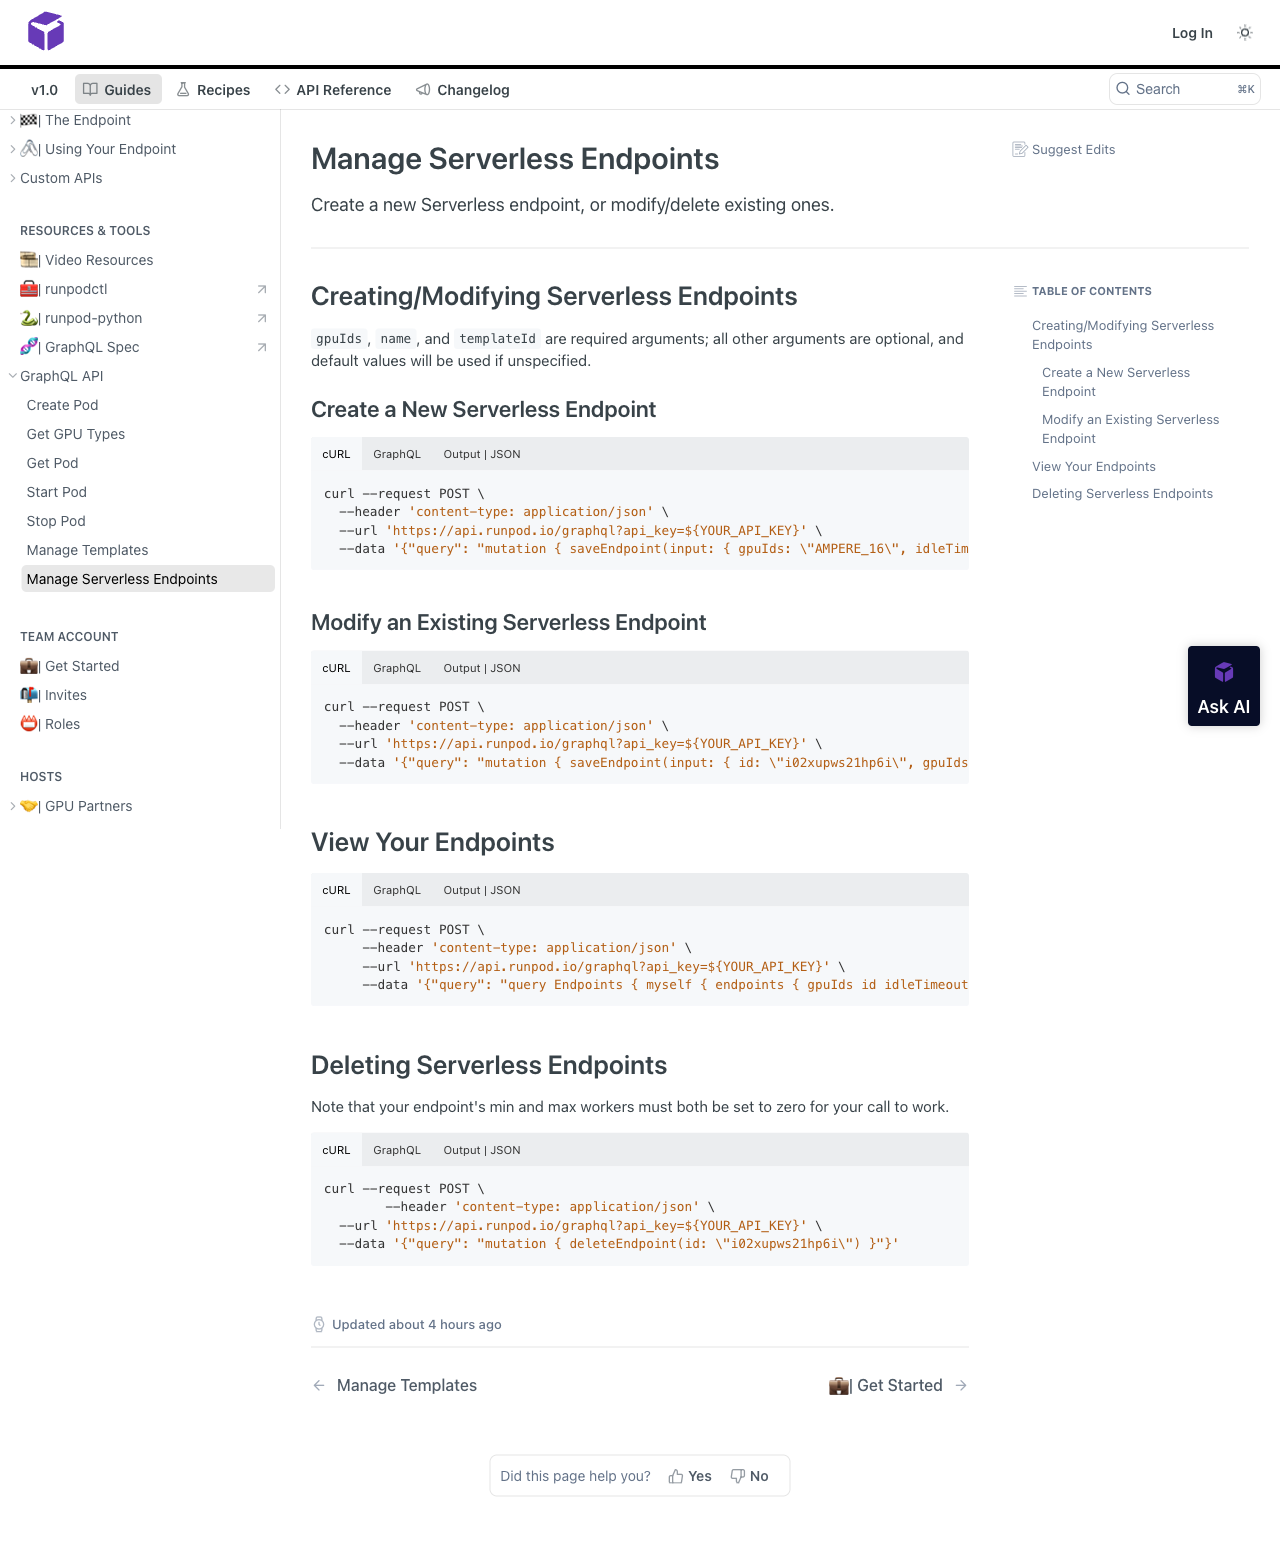 Log In
v1.0
Guides
Recipes
API Reference
Changelog
Search
⌘K
| The Endpoint
| Using Your Endpoint
Custom APIs
RESOURCES & TOOLS
| Video Resources
| runpodctl
| runpod-python
| GraphQL Spec
GraphQL API
Create Pod
Get GPU Types
Get Pod
Start Pod
Stop Pod
Manage Templates
Manage Serverless Endpoints
TEAM ACCOUNT
| Get Started
| Invites
| Roles
HOSTS
| GPU Partners
Manage Serverless Endpoints
Create a new Serverless endpoint, or modify/delete existing ones.
Suggest Edits
Creating/Modifying Serverless Endpoints
gpuIds, name, and templateId are required arguments; all other arguments are optional, and
default values will be used if unspecified.
Create a New Serverless Endpoint
cURL GraphQL Output | JSON
curl --request POST \
--header 'content-type: application/json' \
--url 'https://api.runpod.io/graphql?api_key=${YOUR_API_KEY}' \
--data '{"query": "mutation { saveEndpoint(input: { gpuIds: \"AMPERE_16\", idleTim
Modify an Existing Serverless Endpoint
cURL GraphQL Output | JSON
curl --request POST \
--header 'content-type: application/json' \
--url 'https://api.runpod.io/graphql?api_key=${YOUR_API_KEY}' \
--data '{"query": "mutation { saveEndpoint(input: { id: \"i02xupws21hp6i\", gpuIds
View Your Endpoints
cURL GraphQL Output | JSON
curl --request POST \
--header 'content-type: application/json' \
--url 'https://api.runpod.io/graphql?api_key=${YOUR_API_KEY}' \
--data '{"query": "query Endpoints { myself { endpoints { gpuIds id idleTimeout
Deleting Serverless Endpoints
Note that your endpoint's min and max workers must both be set to zero for your call to work.
cURL GraphQL Output | JSON
curl --request POST \
--header 'content-type: application/json' \
--url 'https://api.runpod.io/graphql?api_key=${YOUR_API_KEY}' \
--data '{"query": "mutation { deleteEndpoint(id: \"i02xupws21hp6i\") }"}'
Updated about 4 hours ago
← Manage Templates
| Get Started →
Did this page help you? Yes No
TABLE OF CONTENTS
Creating/Modifying Serverless
Endpoints
Create a New Serverless
Endpoint
Modify an Existing Serverless
Endpoint
View Your Endpoints
Deleting Serverless Endpoints
Ask AI